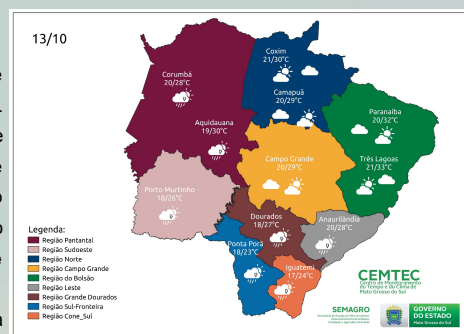 13/10
Coxim
21/30°C
Corumbá
20/28°C
Camapuã
20/29°C
Paranaíba
20/32°C
Aquidauana
19/30°C
Campo Grande
20/29°C
Três Lagoas
21/33°C
Porto Murtinho
18/26°C
Dourados
18/27°C
Anaurilândia
20/28°C
Ponta Porã
18/23°C
Iguatemi
17/24°C
Legenda:
Região Pantantal
Região Sudoeste
Região Norte
Região Campo Grande
Região do Bolsão
Região Leste
Região Grande Dourados
Região Sul-Fronteira
Região Cone_Sul
CEMTEC
Centro de Monitoramento
do Tempo e do Clima de
Mato Grosso do Sul
SEMAGRO
GOVERNO
DO ESTADO
Mato Grosso do Sul